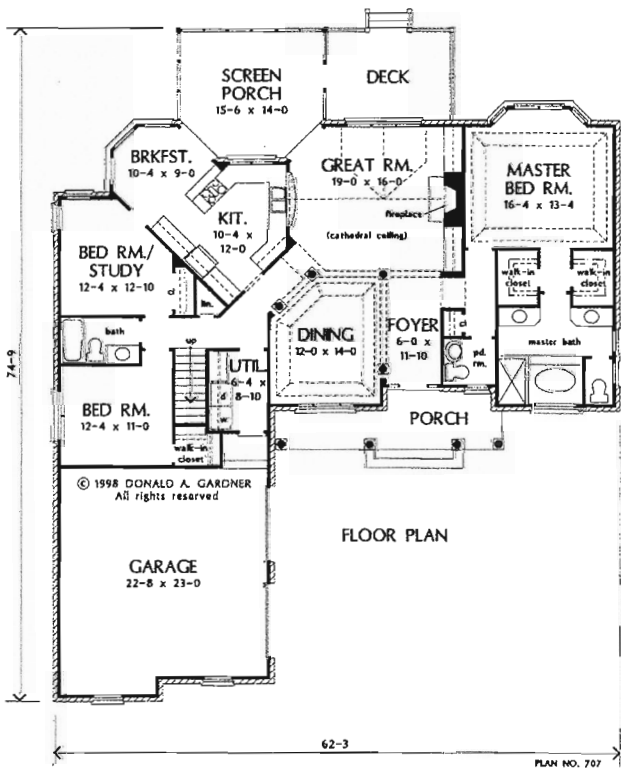 SCREEN
PORCH
15-6 x 14-0
DECK
BRKFST.
10-4 x 9-0
GREAT RM.
19-0 x 16-0
fireplace
(cathedral ceiling)
MASTER
BED RM.
16-4 x 13-4
KIT.
10-4 x
12-0
BED RM./
STUDY
12-4 x 12-10
cl.
lin.
walk-in
closet
walk-in
closet
bath
up
UTIL.
6-4 x
8-10
d
w
DINING
12-0 x 14-0
FOYER
6-0 x
11-10
cl
pd.
rm.
master bath
BED RM.
12-4 x 11-0
walk-in
closet
PORCH
74-9
© 1998 DONALD A. GARDNER
All rights reserved
FLOOR PLAN
GARAGE
22-8 x 23-0
62-3
PLAN NO. 707